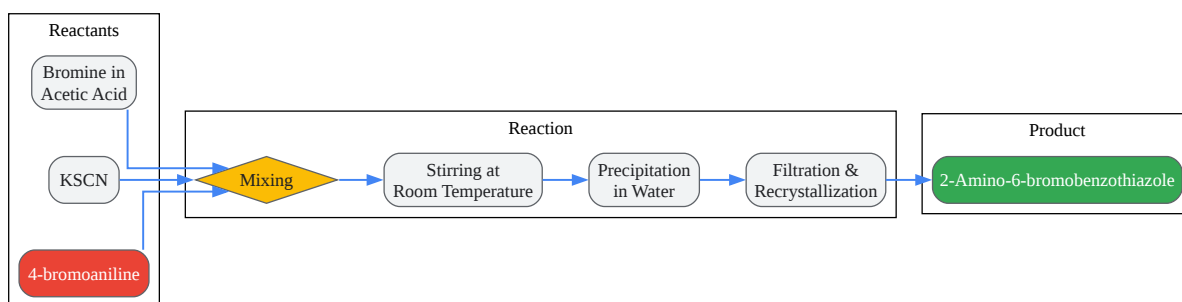 Reactants
Bromine in
Acetic Acid
KSCN
4-bromoaniline
Reaction
Mixing
Stirring at
Room Temperature
Precipitation
in Water
Filtration &
Recrystallization
Product
2-Amino-6-bromobenzothiazole